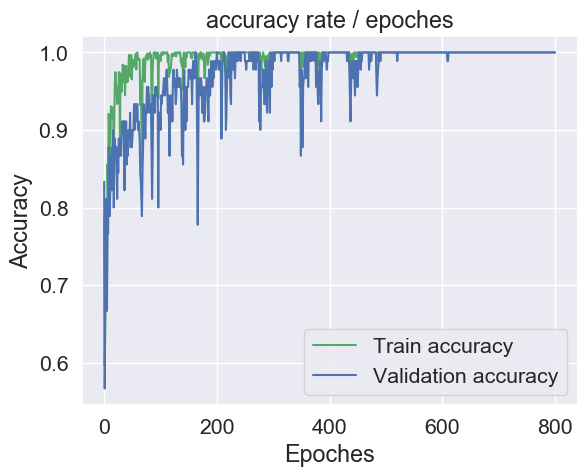 accuracy rate / epoches
1.0
0.9
0.8
0.7
0.6
Accuracy
Train accuracy
Validation accuracy
0
200
400
600
800
Epoches